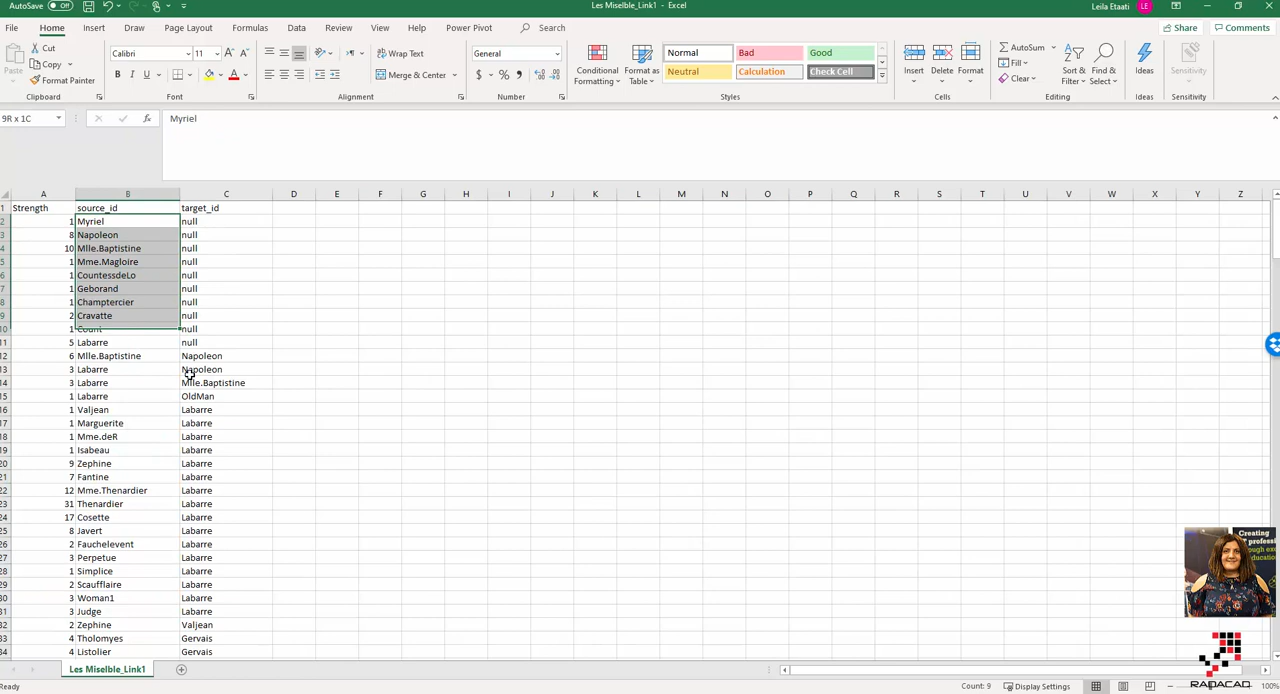 AutoSave Off Les Miselble_Link1 - Excel Leila Etaati LE
File Home Insert Draw Page Layout Formulas Data Review View Help Power Pivot Search Share Comments
Paste Cut Copy Format Painter Clipboard
Calibri 11 B I U Font
Wrap Text Merge & Center Alignment
General $ % Number
Conditional Formatting Format as Table Normal Bad Good Neutral Calculation Check Cell Styles
Insert Delete Format Cells
AutoSum Fill Clear Sort & Filter Find & Select Editing
Ideas Ideas
Sensitivity Sensitivity
9R x 1C fx Myriel
A B C D E F G H I J K L M N O P Q R S T U V W X Y Z
1 Strength source_id target_id
2 1 Myriel null
3 8 Napoleon null
4 10 Mlle.Baptistine null
5 1 Mme.Magloire null
6 1 CountessdeLo null
7 1 Geborand null
8 1 Champtercier null
9 2 Cravatte null
10 1 Count null
11 5 Labarre null
12 6 Mlle.Baptistine Napoleon
13 3 Labarre Napoleon
14 3 Labarre Mlle.Baptistine
15 1 Labarre OldMan
16 1 Valjean Labarre
17 1 Marguerite Labarre
18 1 Mme.deR Labarre
19 1 Isabeau Labarre
20 9 Zephine Labarre
21 7 Fantine Labarre
22 12 Mme.Thenardier Labarre
23 31 Thenardier Labarre
24 17 Cosette Labarre
25 8 Javert Labarre
26 2 Fauchelevent Labarre
27 3 Perpetue Labarre
28 1 Simplice Labarre
29 2 Scaufflaire Labarre
30 3 Woman1 Labarre
31 3 Judge Labarre
32 2 Zephine Valjean
33 4 Tholomyes Gervais
34 4 Listolier Gervais
Creating
Les Miselble_Link1
RADACAD
Ready Count: 9 Display Settings 100%